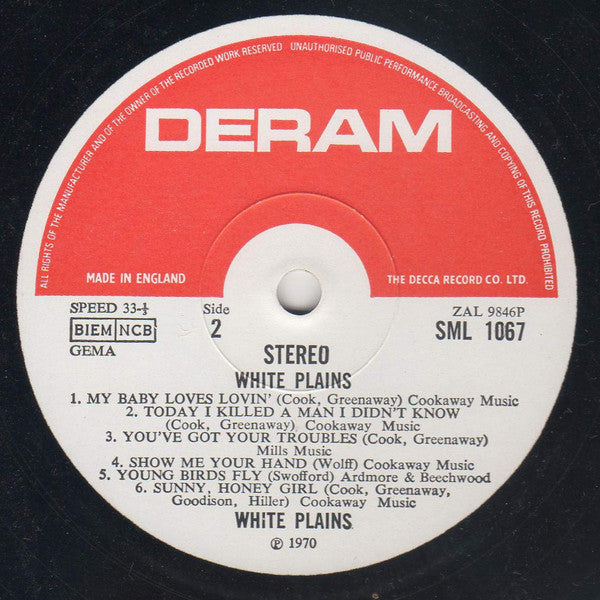 ALL RIGHTS OF THE MANUFACTURER AND OF THE OWNER OF THE RECORDED WORK RESERVED UNAUTHORISED PUBLIC PERFORMANCE BROADCASTING AND COPYING OF THIS RECORD PROHIBITED
DERAM
MADE IN ENGLAND THE DECCA RECORD CO. LTD.
SPEED 33-⅓ Side ZAL 9846P
BIEM NCB 2 SML 1067
GEMA
STEREO
WHITE PLAINS
1. MY BABY LOVES LOVIN' (Cook, Greenaway) Cookaway Music
2. TODAY I KILLED A MAN I DIDN'T KNOW
(Cook, Greenaway) Cookaway Music
3. YOU'VE GOT YOUR TROUBLES (Cook, Greenaway)
Mills Music
4. SHOW ME YOUR HAND (Wolff) Cookaway Music
5. YOUNG BIRDS FLY (Swofford) Ardmore & Beechwood
6. SUNNY, HONEY GIRL (Cook, Greenaway,
Goodison, Hiller) Cookaway Music
WHITE PLAINS
℗ 1970